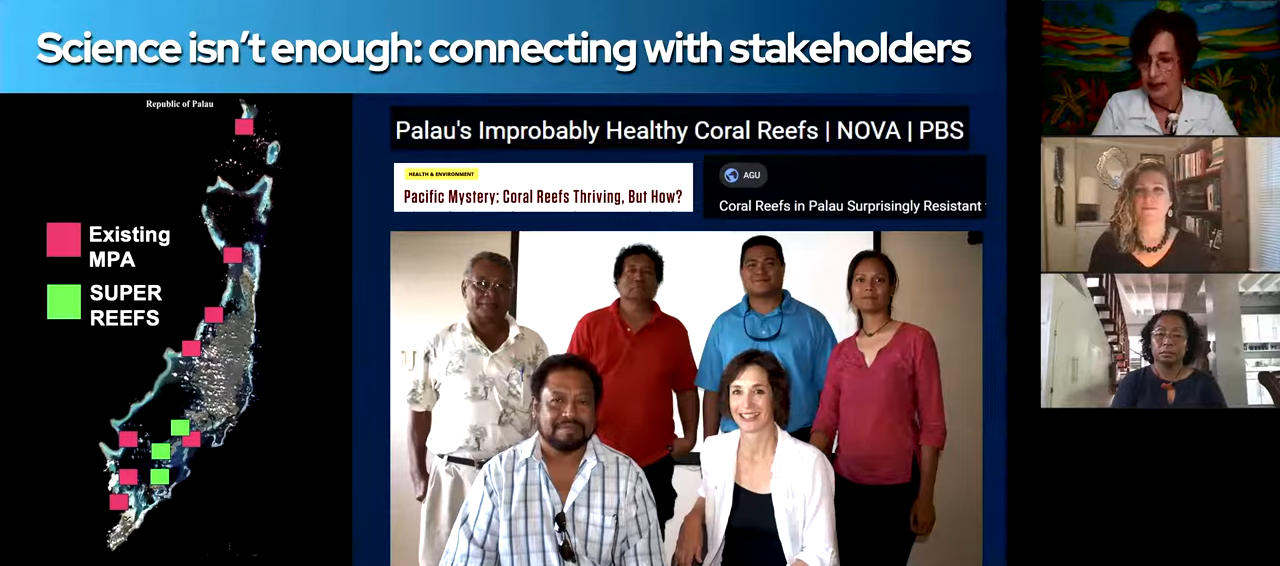 Science isn't enough: connecting with stakeholders
Republic of Palau
Existing
MPA
SUPER
REEFS
Palau's Improbably Healthy Coral Reefs | NOVA | PBS
HEALTH & ENVIRONMENT
Pacific Mystery: Coral Reefs Thriving, But How?
AGU
Coral Reefs in Palau Surprisingly Resistant